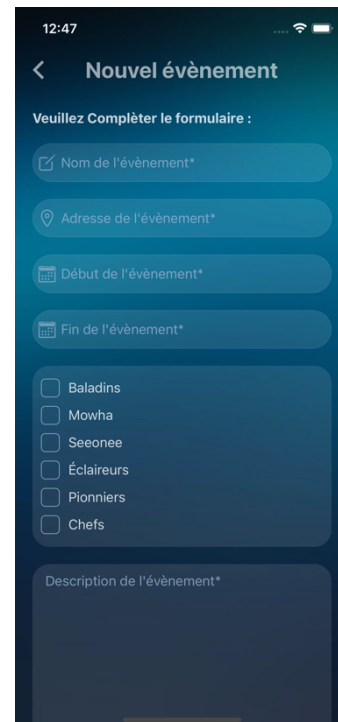 12:47
Nouvel évènement
Veuillez Complèter le formulaire :
Nom de l'évènement*
Adresse de l'évènement*
Début de l'évènement*
Fin de l'évènement*
Baladins
Mowha
Seeonee
Éclaireurs
Pionniers
Chefs
Description de l'évènement*